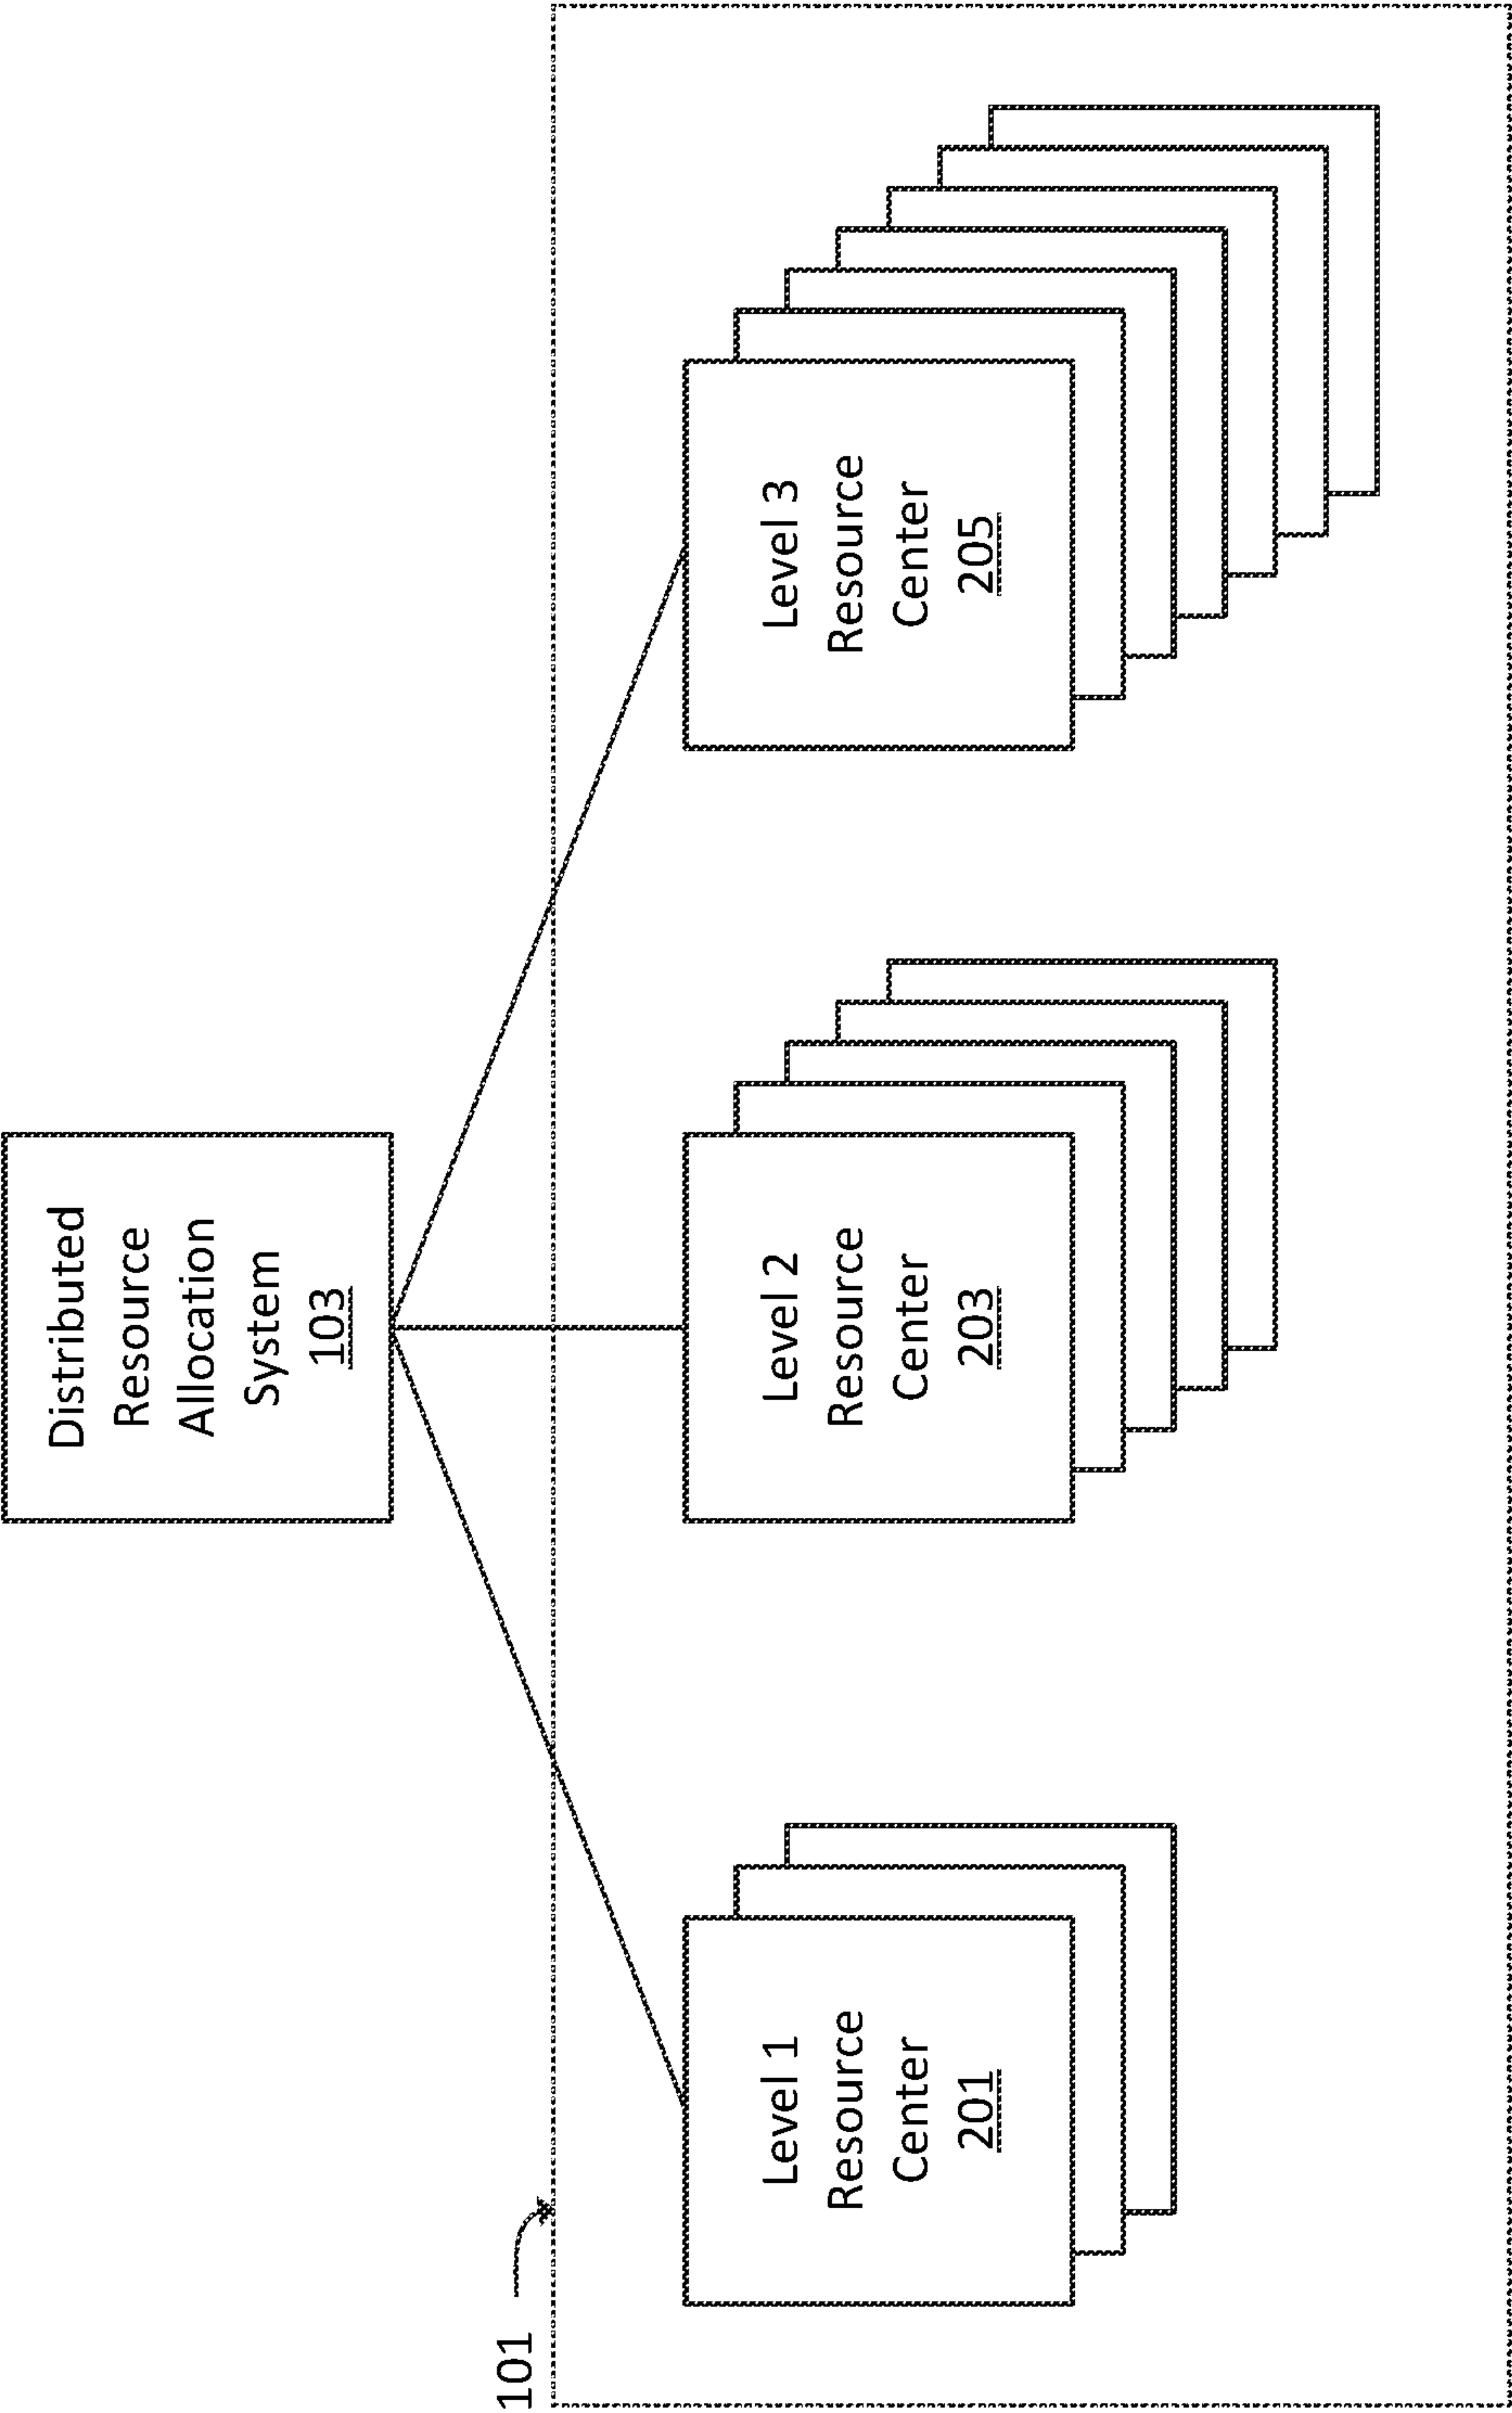 Distributed
Resource
Allocation
System
103
101
Level 1
Resource
Center
201
Level 2
Resource
Center
203
Level 3
Resource
Center
205